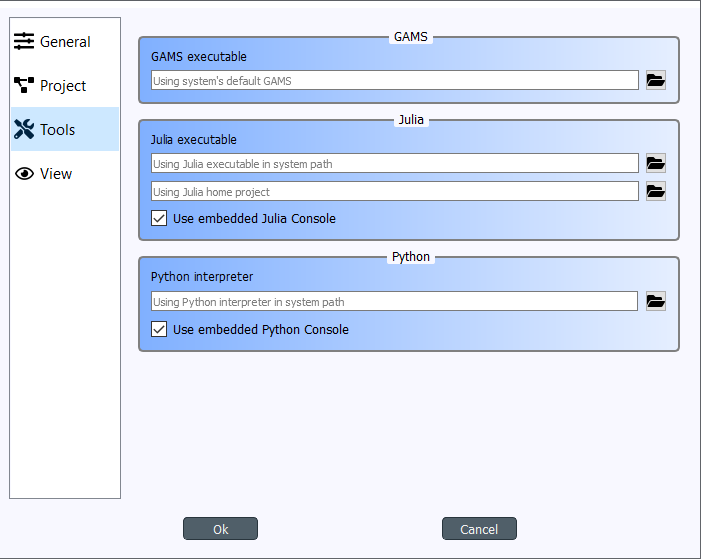 General
Project
Tools
View
GAMS
GAMS executable
Using system's default GAMS
Julia
Julia executable
Using Julia executable in system path
Using Julia home project
Use embedded Julia Console
Python
Python interpreter
Using Python interpreter in system path
Use embedded Python Console
Ok
Cancel